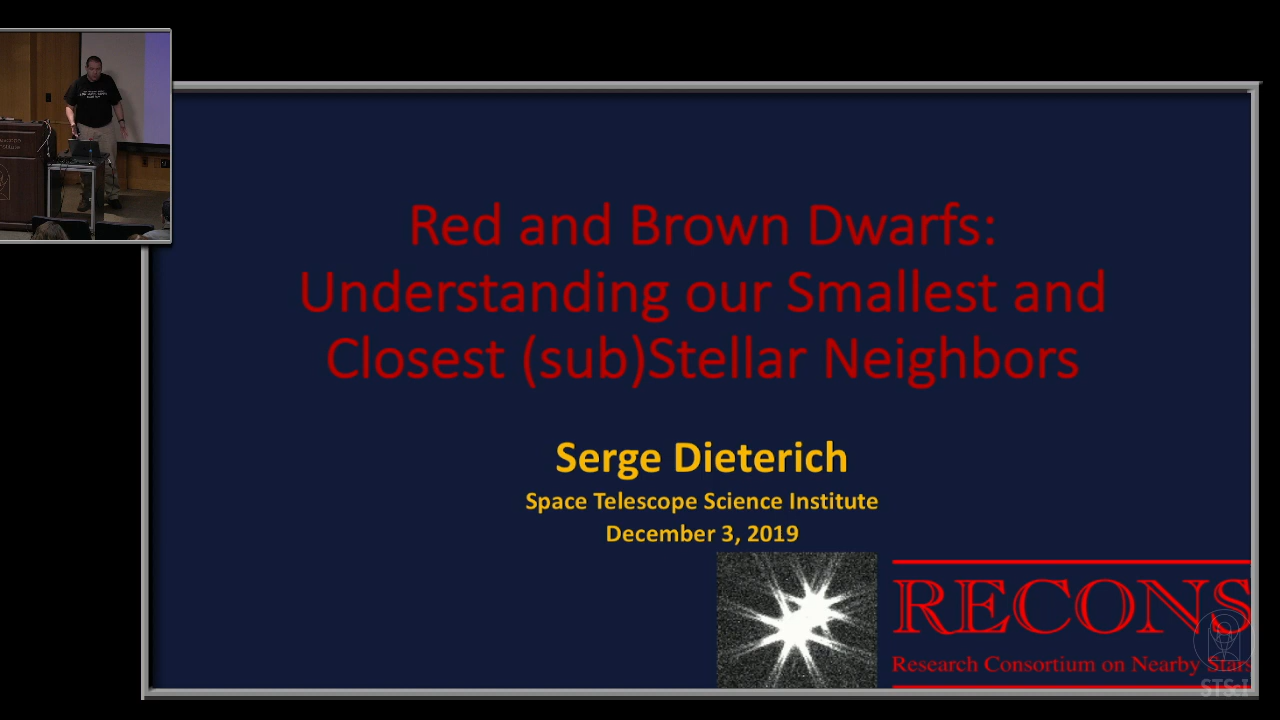 Red and Brown Dwarfs:
Understanding our Smallest and
Closest (sub)Stellar Neighbors
Serge Dieterich
Space Telescope Science Institute
December 3, 2019
RECONS
Research Consortium on Nearby Stars
STScI